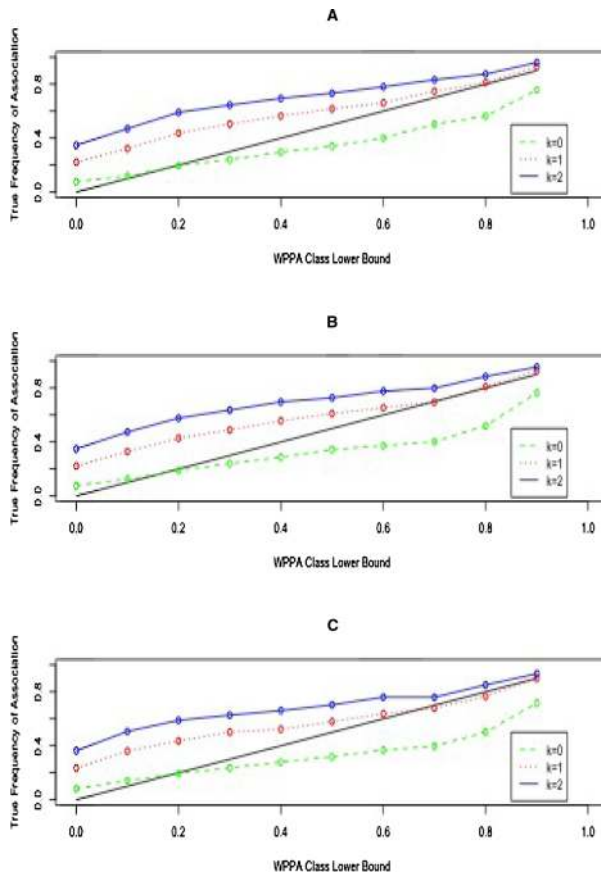 A
True Frequency of Association
0.0 0.4 0.8
k=0
k=1
k=2
0.0 0.2 0.4 0.6 0.8 1.0
WPPA Class Lower Bound
B
True Frequency of Association
0.0 0.4 0.8
k=0
k=1
k=2
0.0 0.2 0.4 0.6 0.8 1.0
WPPA Class Lower Bound
C
True Frequency of Association
0.0 0.4 0.8
k=0
k=1
k=2
0.0 0.2 0.4 0.6 0.8 1.0
WPPA Class Lower Bound